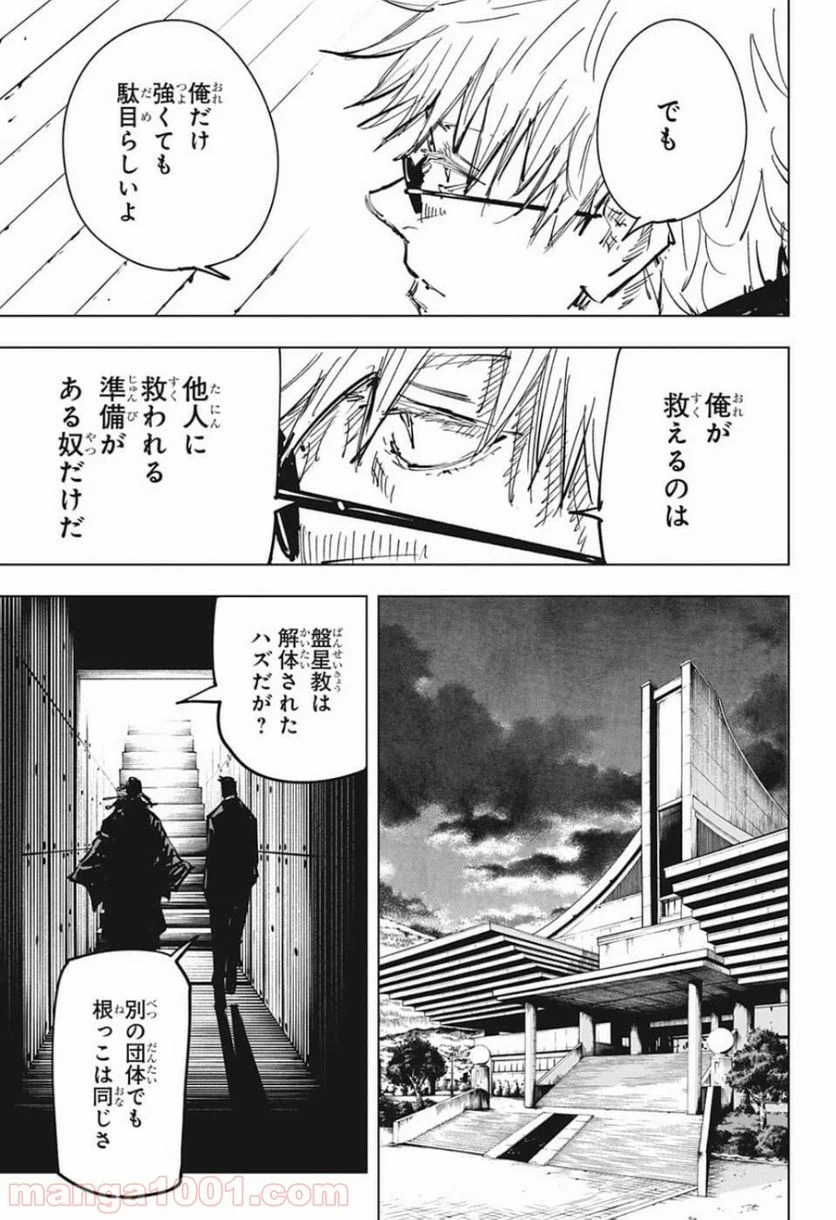 でも
俺だけ
強くても
駄目らしいよ
俺が
救えるのは
他人に
救われる
準備が
ある奴だけだ
盤星教は
解体された
ハズだが？
別の団体でも
根っこは同じさ
manga1001.com